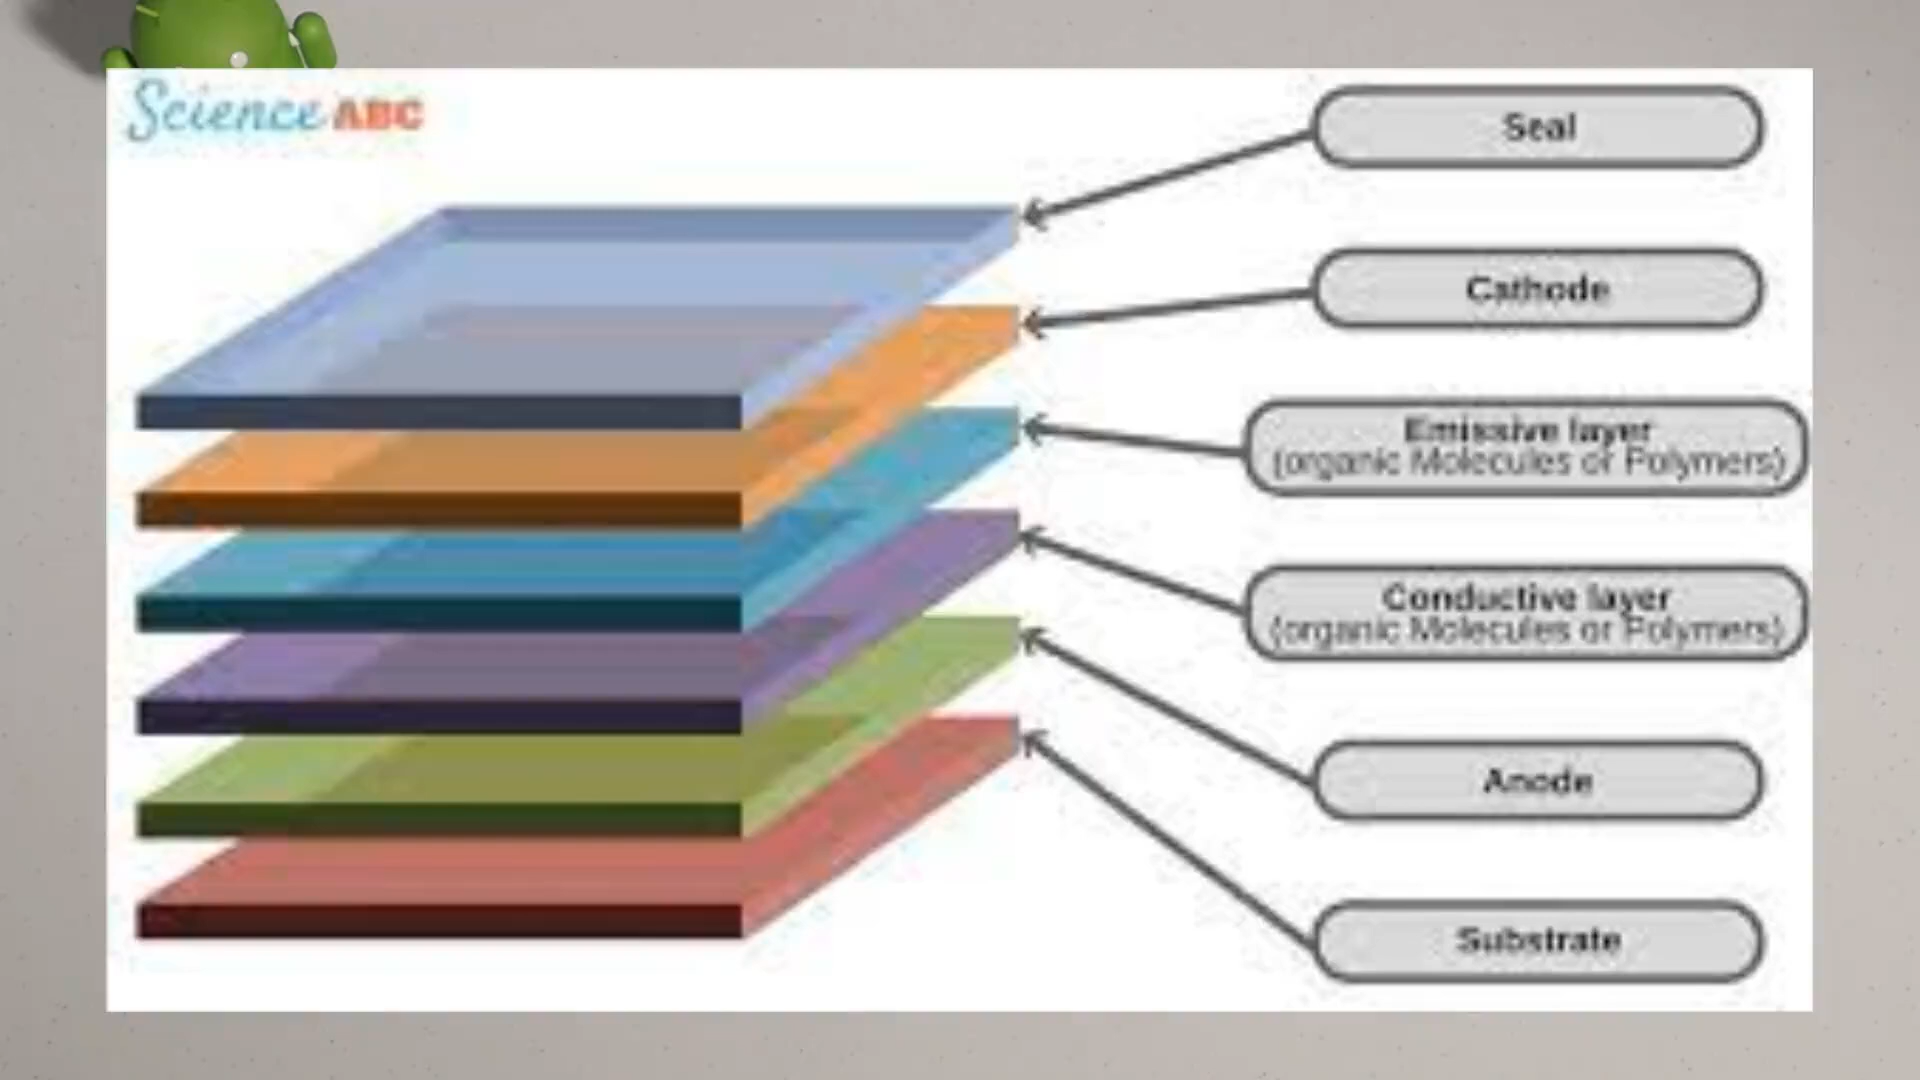 Science ABC
Seal
Cathode
Emissive layer
(organic Molecules or Polymers)
Conductive layer
(organic Molecules or Polymers)
Anode
Substrate